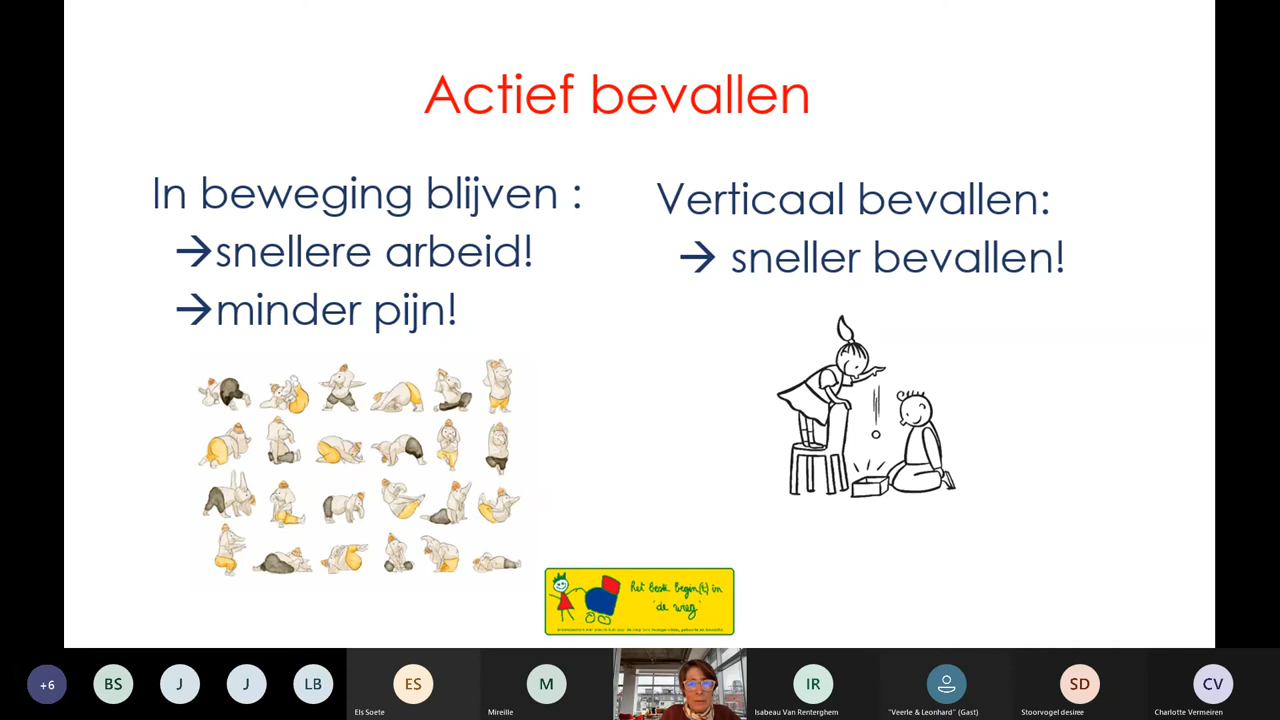 Actief bevallen
In beweging blijven :
→snellere arbeid!
→minder pijn!
Verticaal bevallen:
→ sneller bevallen!
Het beste begin(t) in
'de wieg'
+6
BS
J
J
LB
ES
Els Soete
M
Mireille
IR
Isabeau Van Renterghem
"Veerle & Leonhard" (Gast)
SD
Stoorvogel desiree
CV
Charlotte Vermeiren